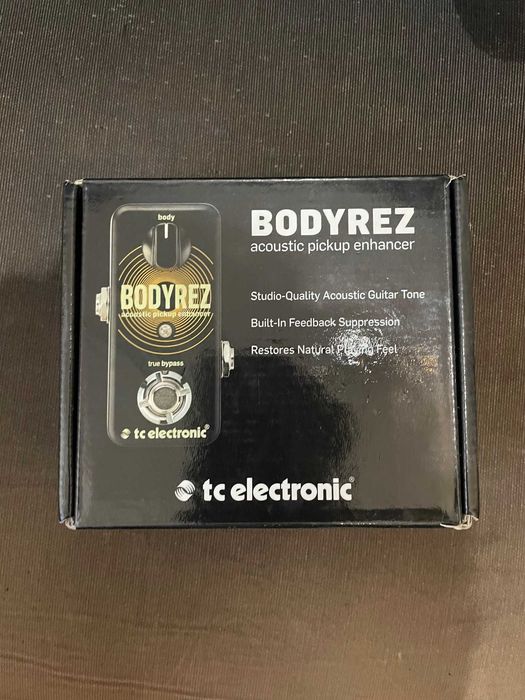 body
BODYREZ
acoustic pickup enhancer
true bypass
tc electronic®
BODYREZ
acoustic pickup enhancer
Studio-Quality Acoustic Guitar Tone
Built-In Feedback Suppression
Restores Natural Playing Feel
tc electronic®